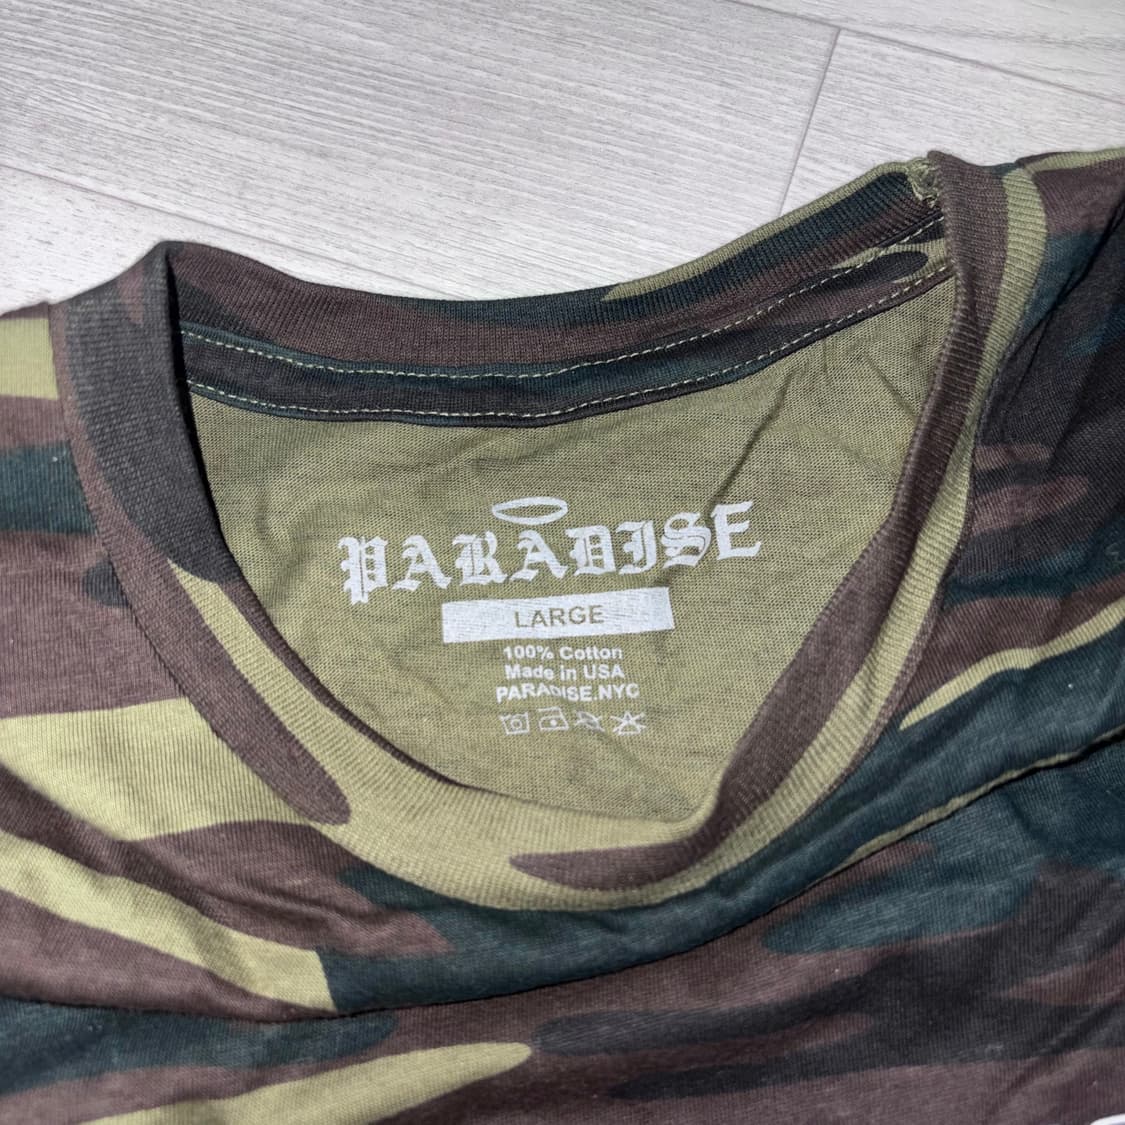 PARADISE
LARGE
100% Cotton
Made in USA
PARADISE.NYC